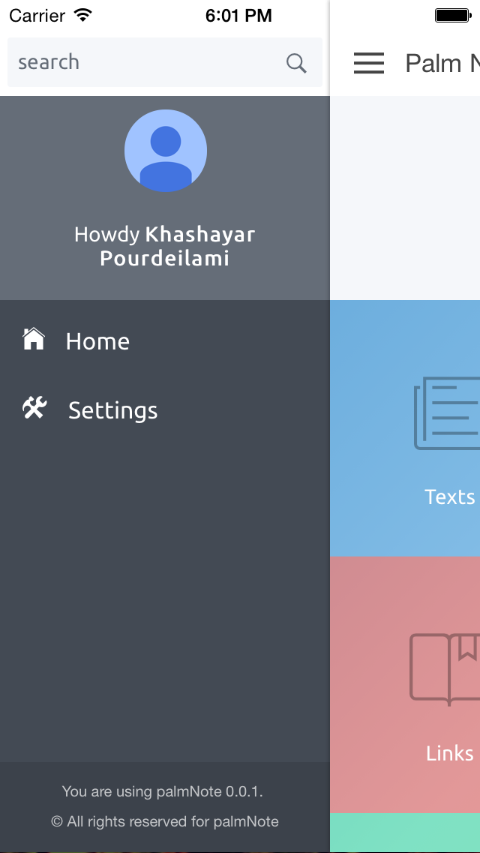 Carrier 6:01 PM
search
Palm N
Howdy Khashayar
Pourdeilami
Home
Settings
Texts
Links
You are using palmNote 0.0.1.
© All rights reserved for palmNote